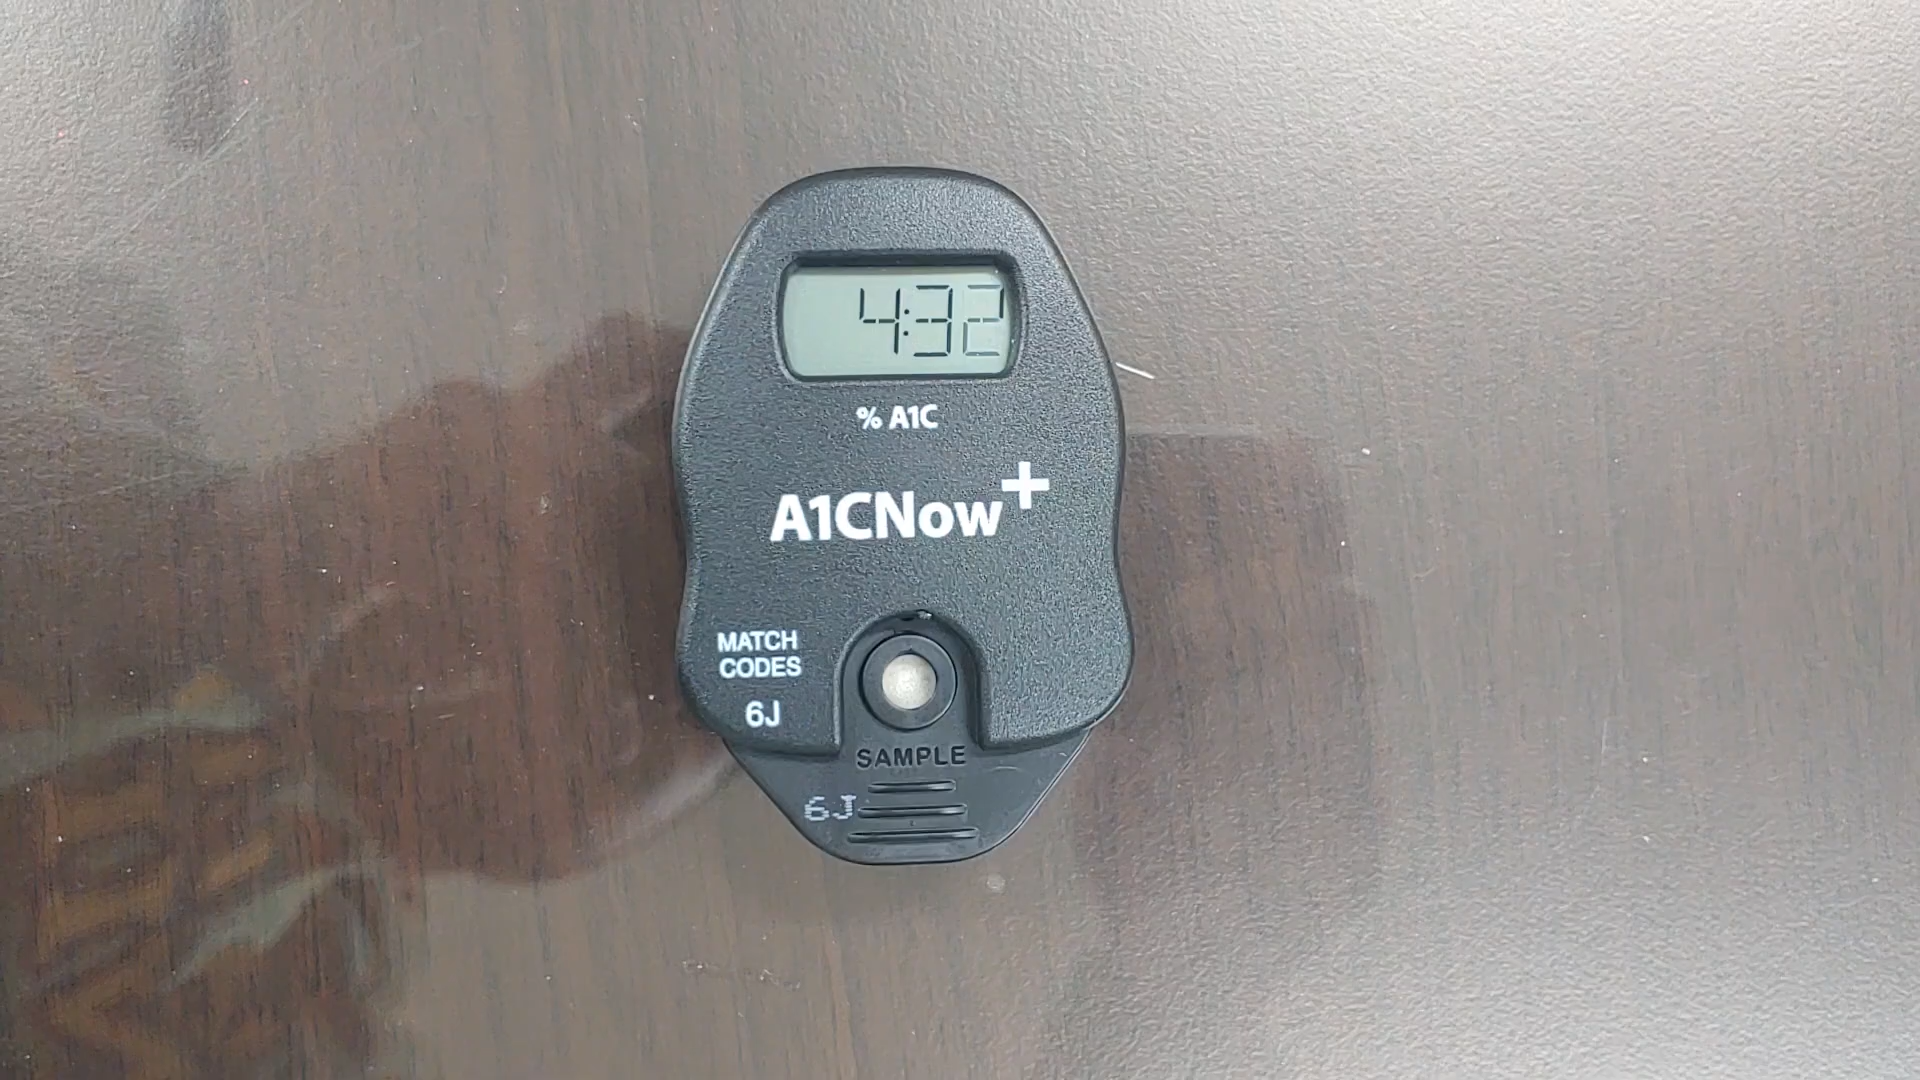 4:32
% A1C
A1CNow+
MATCH
CODES
6J
SAMPLE
6J